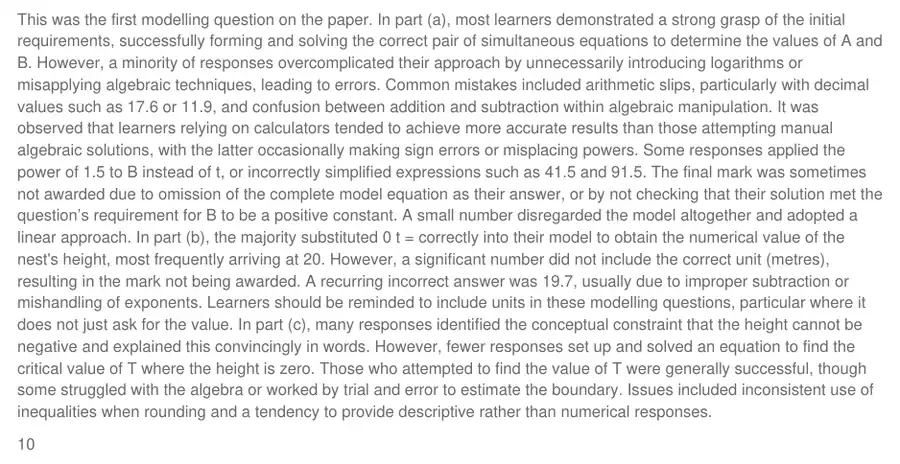 This was the first modelling question on the paper. In part (a), most learners demonstrated a strong grasp of the initial
requirements, successfully forming and solving the correct pair of simultaneous equations to determine the values of A and
B. However, a minority of responses overcomplicated their approach by unnecessarily introducing logarithms or
misapplying algebraic techniques, leading to errors. Common mistakes included arithmetic slips, particularly with decimal
values such as 17.6 or 11.9, and confusion between addition and subtraction within algebraic manipulation. It was
observed that learners relying on calculators tended to achieve more accurate results than those attempting manual
algebraic solutions, with the latter occasionally making sign errors or misplacing powers. Some responses applied the
power of 1.5 to B instead of t, or incorrectly simplified expressions such as 41.5 and 91.5. The final mark was sometimes
not awarded due to omission of the complete model equation as their answer, or by not checking that their solution met the
question's requirement for B to be a positive constant. A small number disregarded the model altogether and adopted a
linear approach. In part (b), the majority substituted 0 t = correctly into their model to obtain the numerical value of the
nest's height, most frequently arriving at 20. However, a significant number did not include the correct unit (metres),
resulting in the mark not being awarded. A recurring incorrect answer was 19.7, usually due to improper subtraction or
mishandling of exponents. Learners should be reminded to include units in these modelling questions, particular where it
does not just ask for the value. In part (c), many responses identified the conceptual constraint that the height cannot be
negative and explained this convincingly in words. However, fewer responses set up and solved an equation to find the
critical value of T where the height is zero. Those who attempted to find the value of T were generally successful, though
some struggled with the algebra or worked by trial and error to estimate the boundary. Issues included inconsistent use of
inequalities when rounding and a tendency to provide descriptive rather than numerical responses.
10